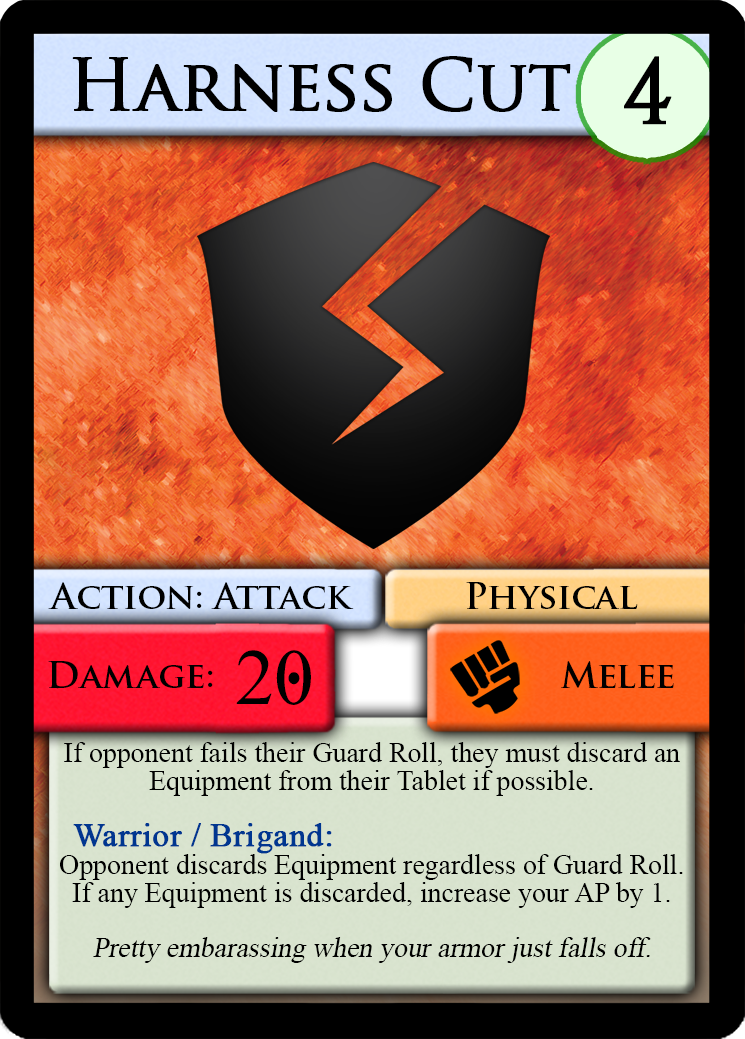 Harness Cut
4
Action: Attack
Physical
Damage: 20
Melee
If opponent fails their Guard Roll, they must discard an
Equipment from their Tablet if possible.
Warrior / Brigand:
Opponent discards Equipment regardless of Guard Roll.
If any Equipment is discarded, increase your AP by 1.
Pretty embarassing when your armor just falls off.